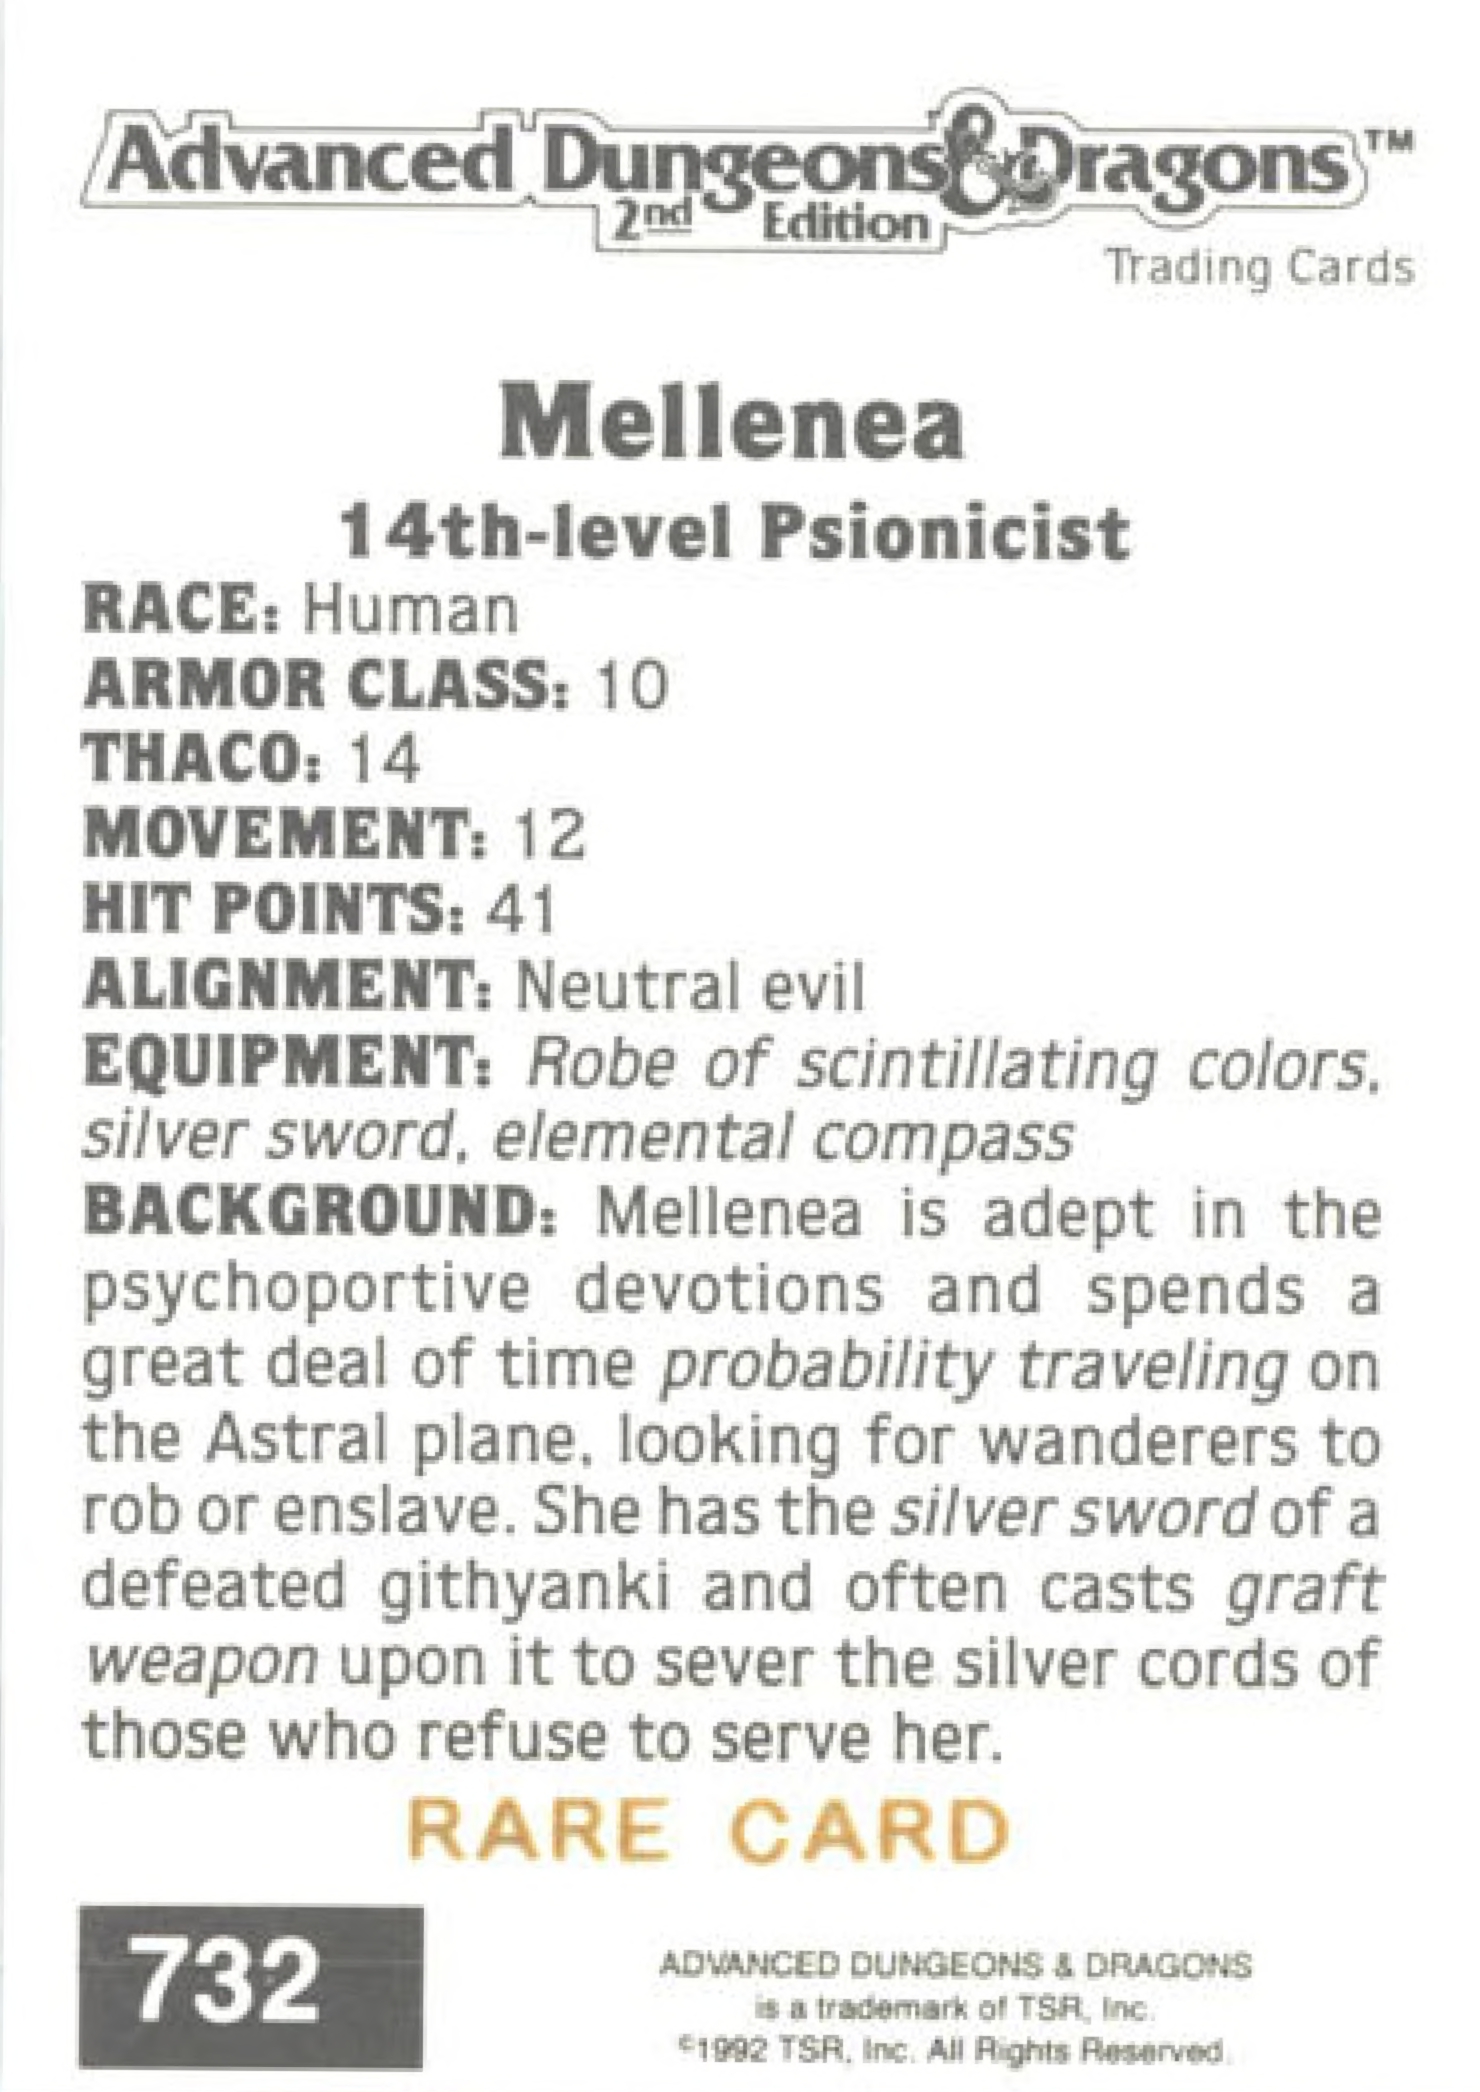 Advanced Dungeons & Dragons™
2nd Edition
Trading Cards
Mellenea
14th-level Psionicist
RACE: Human
ARMOR CLASS: 10
THACO: 14
MOVEMENT: 12
HIT POINTS: 41
ALIGNMENT: Neutral evil
EQUIPMENT: Robe of scintillating colors,
silver sword, elemental compass
BACKGROUND: Mellenea is adept in the
psychoportive devotions and spends a
great deal of time probability traveling on
the Astral plane, looking for wanderers to
rob or enslave. She has the silver sword of a
defeated githyanki and often casts graft
weapon upon it to sever the silver cords of
those who refuse to serve her.
RARE CARD
732
ADVANCED DUNGEONS & DRAGONS
is a trademark of TSR, Inc.
©1992 TSR, Inc. All Rights Reserved.